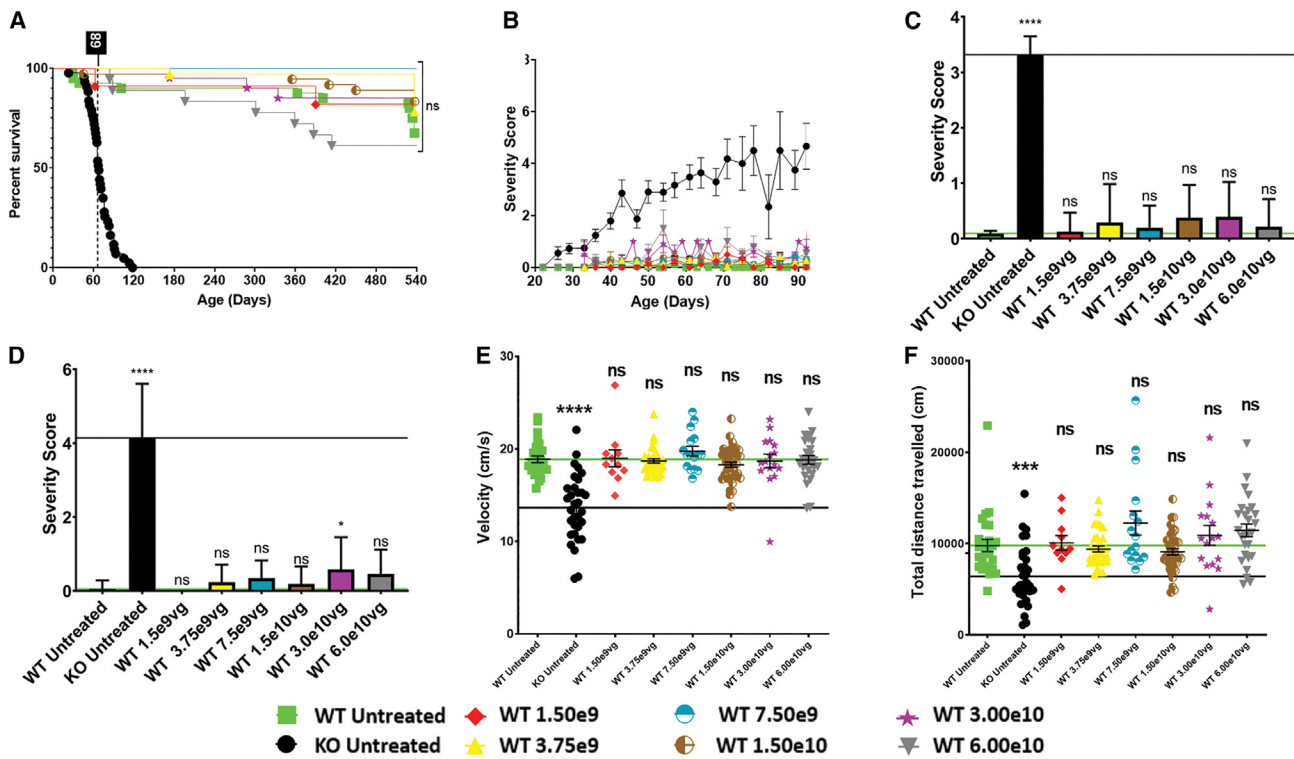 A
68
Percent survival
100
50
0
0 60 120 180 240 300 360 420 480 540
Age (Days)
ns
B
Severity Score
8
6
4
2
0
20 30 40 50 60 70 80 90
Age (Days)
C
Severity Score
4
3
2
1
0
****
ns ns ns ns ns ns
WT Untreated
KO Untreated
WT 1.5e9vg
WT 3.75e9vg
WT 7.5e9vg
WT 1.5e10vg
WT 3.0e10vg
WT 6.0e10vg
D
Severity Score
6
4
2
0
****
ns ns ns ns * ns
WT Untreated
KO Untreated
WT 1.5e9vg
WT 3.75e9vg
WT 7.5e9vg
WT 1.5e10vg
WT 3.0e10vg
WT 6.0e10vg
E
Velocity (cm/s)
30
20
10
0
****
ns ns ns ns ns ns
WT Untreated
KO Untreated
WT 1.50e9vg
WT 3.75e9vg
WT 7.50e9vg
WT 1.50e10vg
WT 3.00e10vg
WT 6.00e10vg
F
Total distance travelled (cm)
30000
20000
10000
0
***
ns ns ns ns ns ns
WT Untreated
KO Untreated
WT 1.50e9vg
WT 3.75e9vg
WT 7.50e9vg
WT 1.50e10vg
WT 3.00e10vg
WT 6.00e10vg
WT Untreated WT 1.50e9 WT 7.50e9 WT 3.00e10
KO Untreated WT 3.75e9 WT 1.50e10 WT 6.00e10